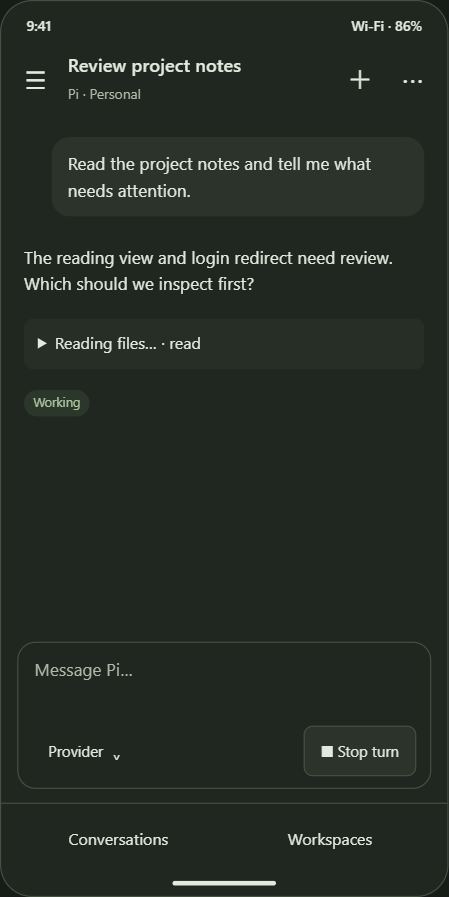 9:41
Wi-Fi · 86%
Review project notes
Pi · Personal
Read the project notes and tell me what
needs attention.
The reading view and login redirect need review.
Which should we inspect first?
Reading files... · read
Working
Message Pi...
Provider
Stop turn
Conversations
Workspaces